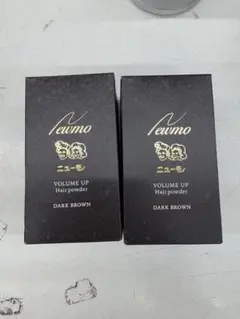 Newmo
ニューモ
VOLUME UP
Hair powder
DARK BROWN
Newmo
ニューモ
VOLUME UP
Hair powder
DARK BROWN